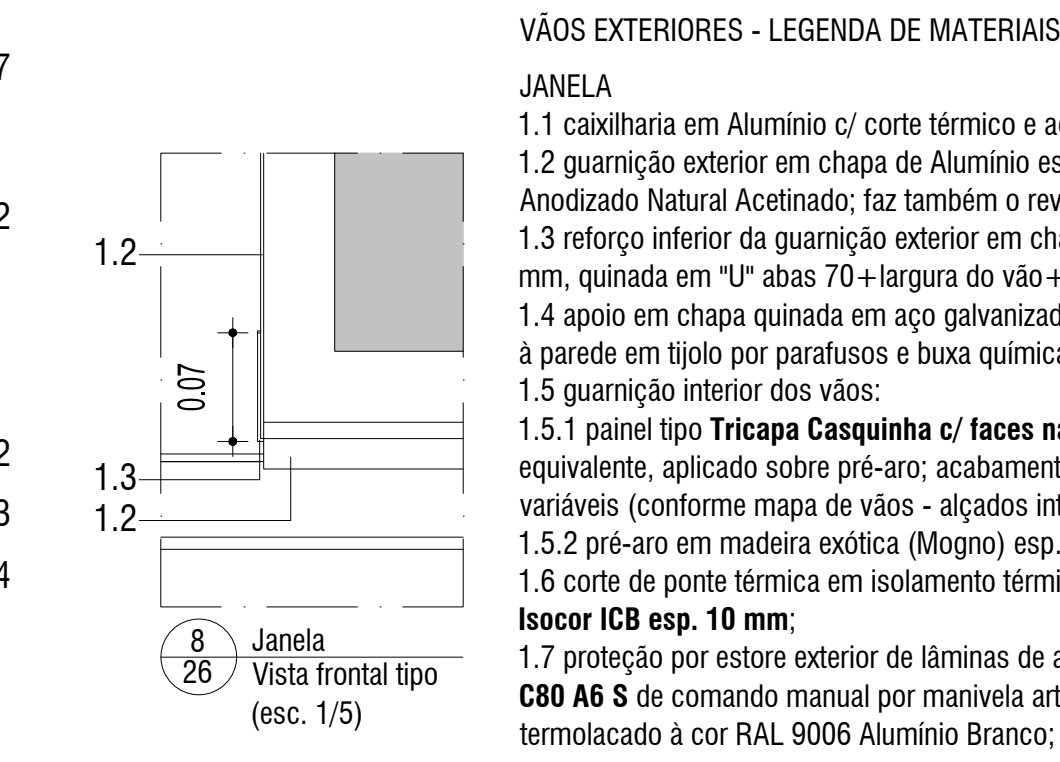 7
2
2
3
4
1.2
0.07
1.3
1.2
8
26
Janela
Vista frontal tipo
(esc. 1/5)
VÃOS EXTERIORES - LEGENDA DE MATERIAIS
JANELA
1.1 caixilharia em Alumínio c/ corte térmico e
1.2 guarnição exterior em chapa de Alumínio
Anodizado Natural Acetinado; faz também o
1.3 reforço inferior da guarnição exterior em
mm, quinada em "U" abas 70+largura do vão+
1.4 apoio em chapa quinada em aço
à parede em tijolo por parafusos e buxa
1.5 guarnição interior dos vãos:
1.5.1 painel tipo Tricapa Casquinha c/ faces
equivalente, aplicado sobre pré-aro;
variáveis (conforme mapa de vãos - alçados
1.5.2 pré-aro em madeira exótica (Mogno) esp.
1.6 corte de ponte térmica em isolamento
Isocor ICB esp. 10 mm;
1.7 proteção por estore exterior de lâminas de
C80 A6 S de comando manual por manivela
termolacado à cor RAL 9006 Alumínio Branco;